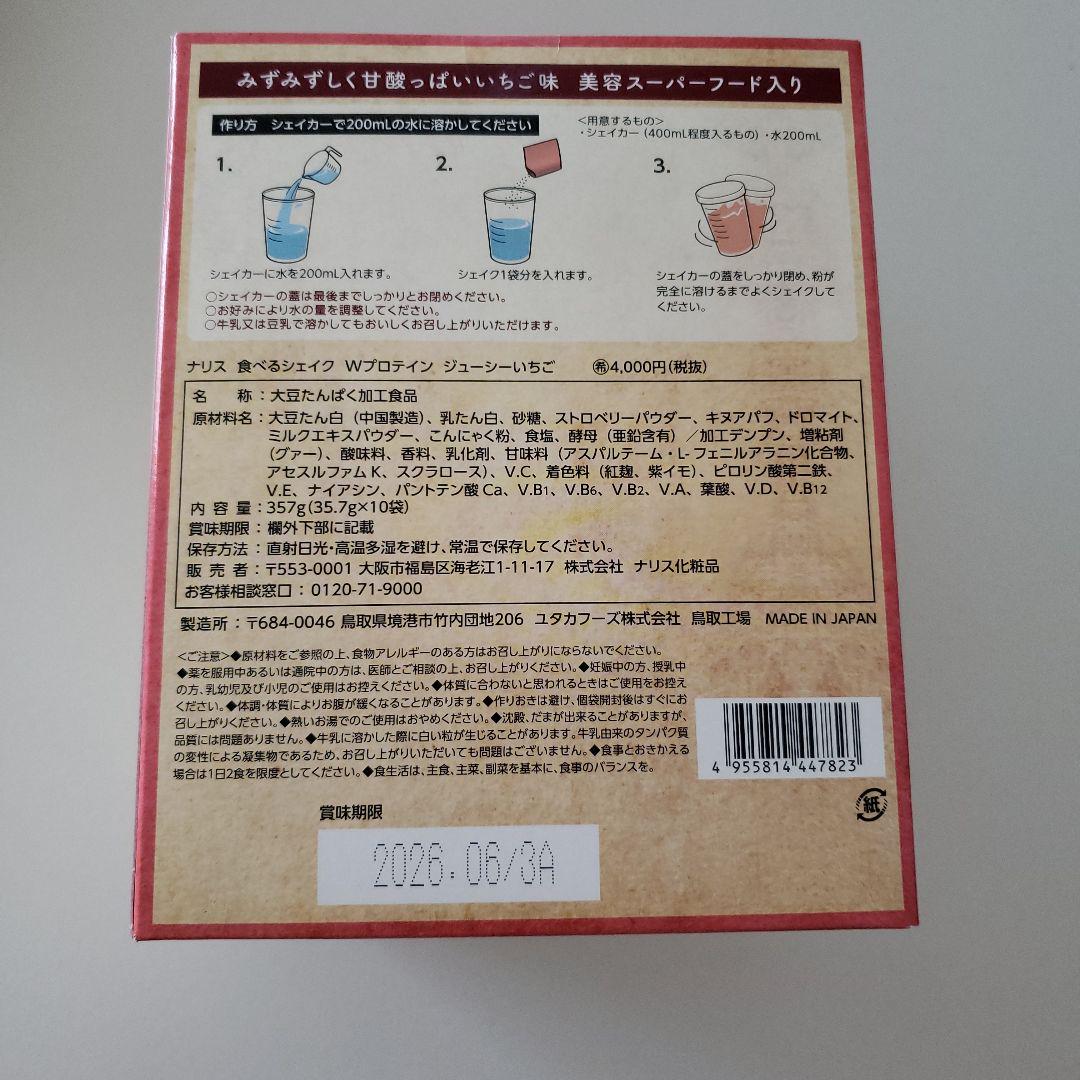 みずみずしく甘酸っぱいいちご味 美容スーパーフード入り
作り方 シェイカーで200mLの水に溶かしてください
<用意するもの>
・シェイカー（400mL程度入るもの）・水200mL
1.
2.
3.
シェイカーに水を200mL入れます。
シェイク1袋分を入れます。
シェイカーの蓋をしっかり閉め、粉が
完全に溶けるまでよくシェイクして
ください。
○シェイカーの蓋は最後までしっかりとお閉めください。
○お好みにより水の量を調整してください。
○牛乳又は豆乳で溶かしてもおいしくお召し上がりいただけます。
ナリス 食べるシェイク Wプロテイン ジューシーいちご ㊲4,000円(税抜)
名 称：大豆たんぱく加工食品
原材料名：大豆たん白（中国製造）、乳たん白、砂糖、ストロベリーパウダー、キヌアパフ、ドロマイト、
ミルクエキスパウダー、こんにゃく粉、食塩、酵母（亜鉛含有）／加工デンプン、増粘剤
（グァー）、酸味料、香料、乳化剤、甘味料（アスパルテーム・L-フェニルアラニン化合物、
アセスルファムK、スクラロース）、V.C、着色料（紅麹、紫イモ）、ピロリン酸第二鉄、
V.E、ナイアシン、パントテン酸Ca、V.B1、V.B6、V.B2、V.A、葉酸、V.D、V.B12
内 容 量：357g(35.7g×10袋)
賞味期限：欄外下部に記載
保存方法：直射日光・高温多湿を避け、常温で保存してください。
販 売 者：〒553-0001 大阪市福島区海老江1-11-17 株式会社 ナリス化粧品
お客様相談窓口：0120-71-9000
製造所：〒684-0046 鳥取県境港市竹内団地206 ユタカフーズ株式会社 鳥取工場 MADE IN JAPAN
<ご注意>◆原材料をご参照の上、食物アレルギーのある方はお召し上がりにならないでください。
◆薬を服用中あるいは通院中の方は、医師とご相談の上、お召し上がりください。◆妊娠中の方、授乳中
の方、乳幼児及び小児のご使用はお控えください。◆体質に合わないと思われるときはご使用をお控え
ください。◆体調・体質によりお腹が緩くなることがあります。◆作りおきは避け、個袋開封後はすぐにお
召し上がりください。◆熱いお湯でのご使用はおやめください。◆沈殿、だまが出来ることがありますが、
品質には問題ありません。◆牛乳に溶かした際に白い粒が生じることがあります。牛乳由来のタンパク質
の変性による凝集物であるため、お召し上がりいただいても問題はございません。◆食事とおきかえる
場合は1日2食を限度としてください。◆食生活は、主食、主菜、副菜を基本に、食事のバランスを。
4 955814 447823
紙
賞味期限
2026.06/3A